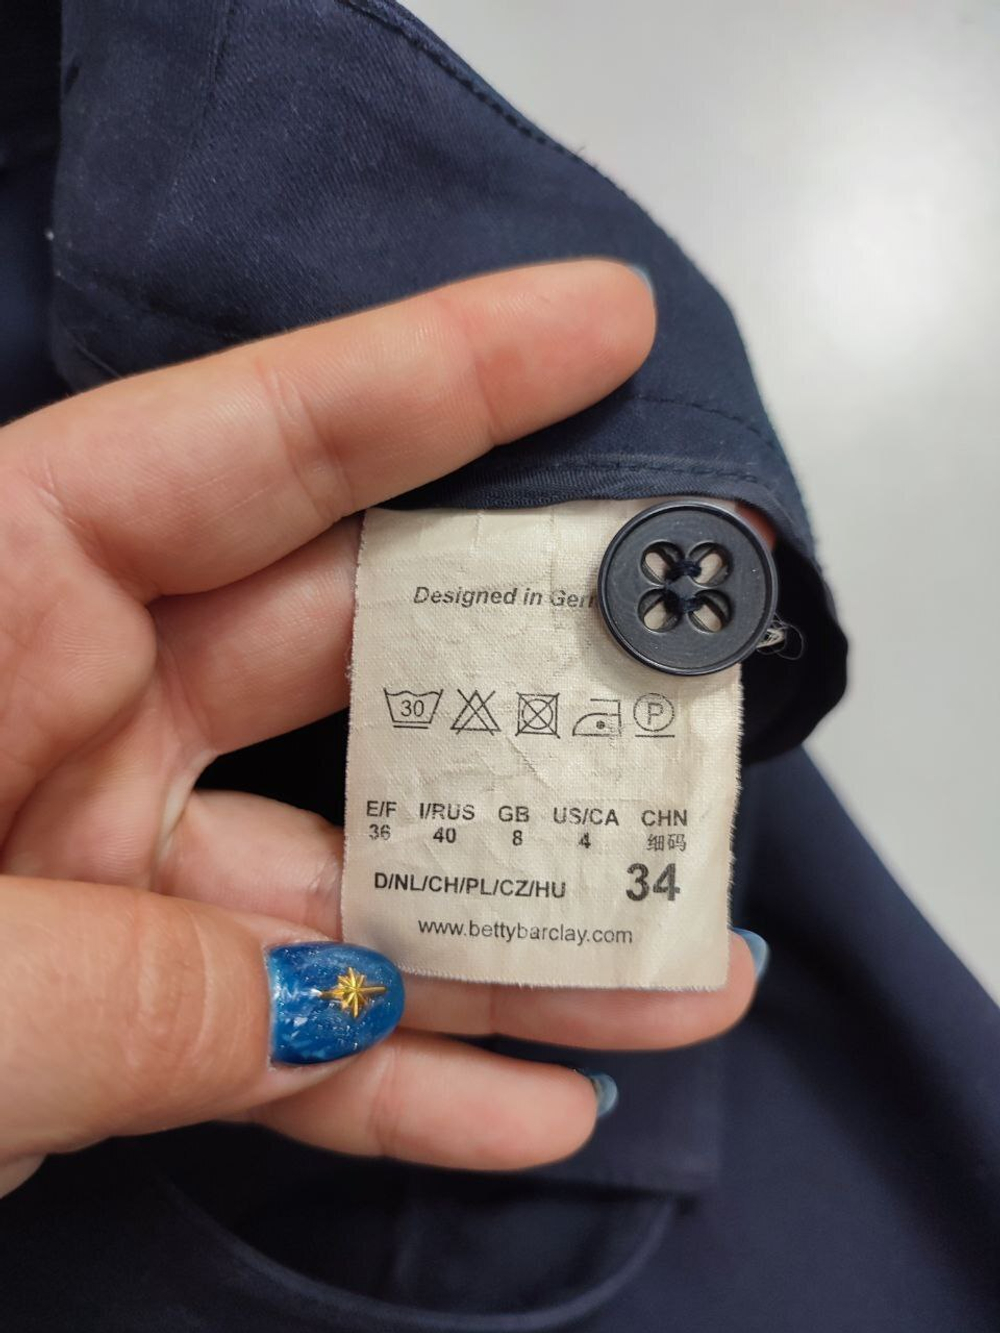 Designed in Ger
30 P
E/F I/RUS GB US/CA CHN
36 40 8 4 细码
D/NL/CH/PL/CZ/HU 34
www.bettybarclay.com